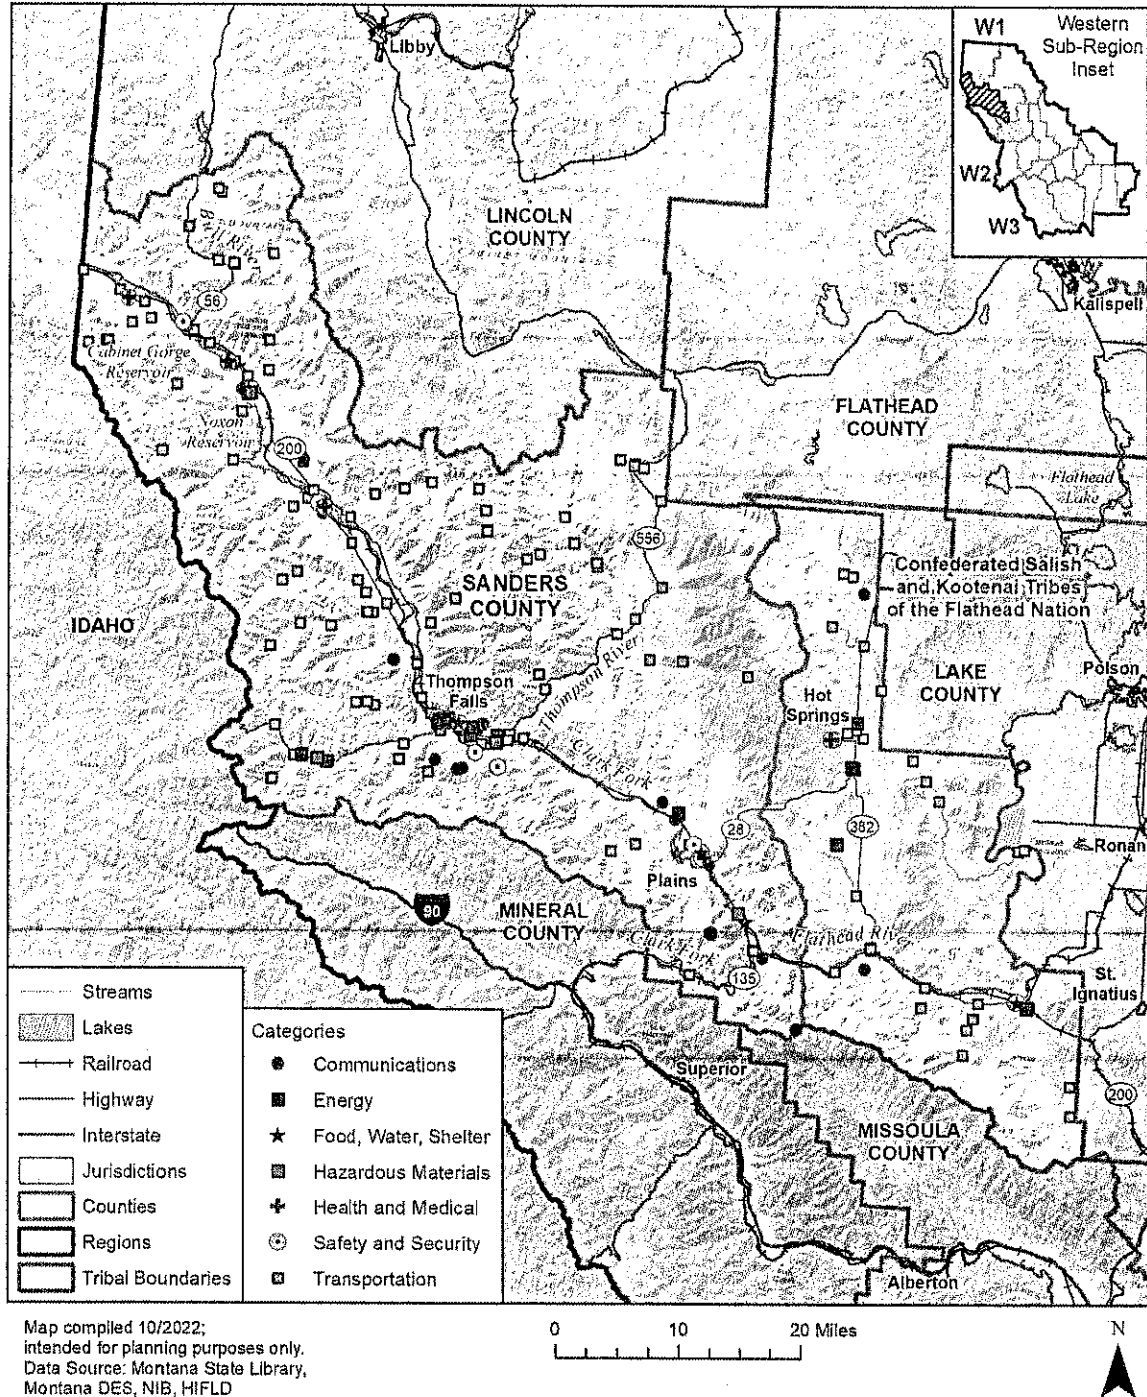 Libby
W1
Western
Sub-Region
Inset
W2
W3
LINCOLN
COUNTY
Bull River
56
Kalispell
Cabinet Gorge
Reservoir
FLATHEAD
COUNTY
Noxon
Reservoir
200
Flathead
Lake
556
Confederated Salish
and Kootenai Tribes
of the Flathead Nation
SANDERS
COUNTY
IDAHO
LAKE
COUNTY
Polson
Thompson River
Thompson
Falls
Hot
Springs
Clark Fork
28
382
Ronan
Plains
90
MINERAL
COUNTY
Clark Fork
Flathead River
135
St.
Ignatius
Superior
200
MISSOULA
COUNTY
Alberton
Streams
Lakes
Railroad
Highway
Interstate
Jurisdictions
Counties
Regions
Tribal Boundaries
Categories
Communications
Energy
Food, Water, Shelter
Hazardous Materials
Health and Medical
Safety and Security
Transportation
Map compiled 10/2022;
intended for planning purposes only.
Data Source: Montana State Library,
Montana DES, NIB, HIFLD
0 10 20 Miles
N